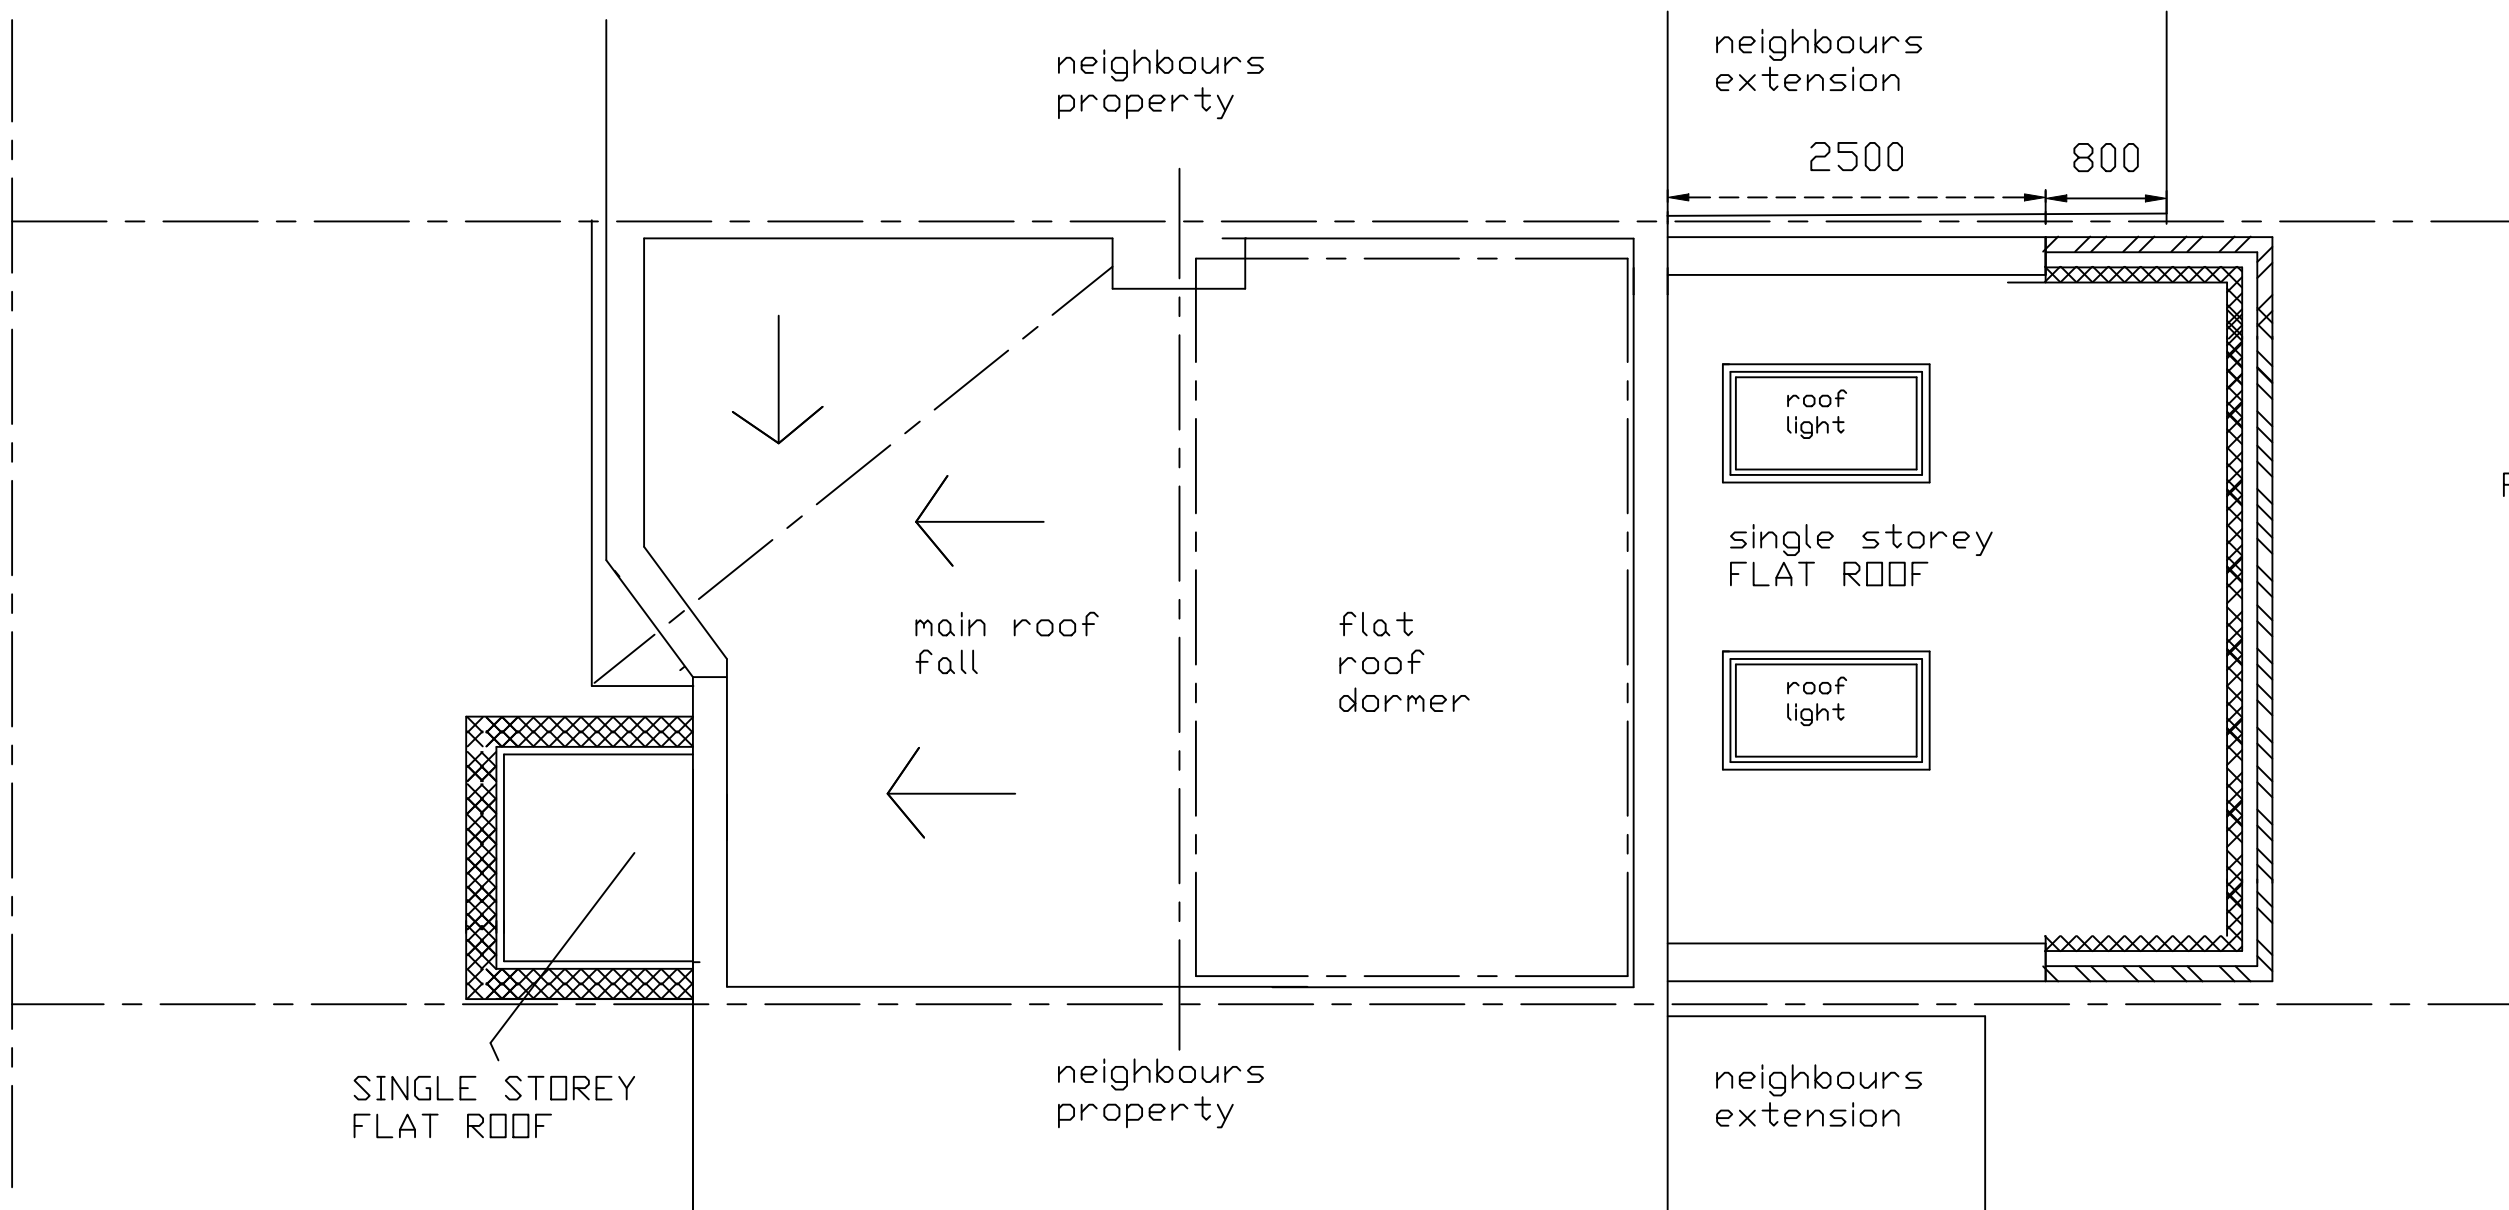 neighbours
property
neighbours
extension
2500
800
roof
light
single storey
FLAT ROOF
main roof
fall
flat
roof
dormer
roof
light
SINGLE STOREY
FLAT ROOF
neighbours
property
neighbours
extension